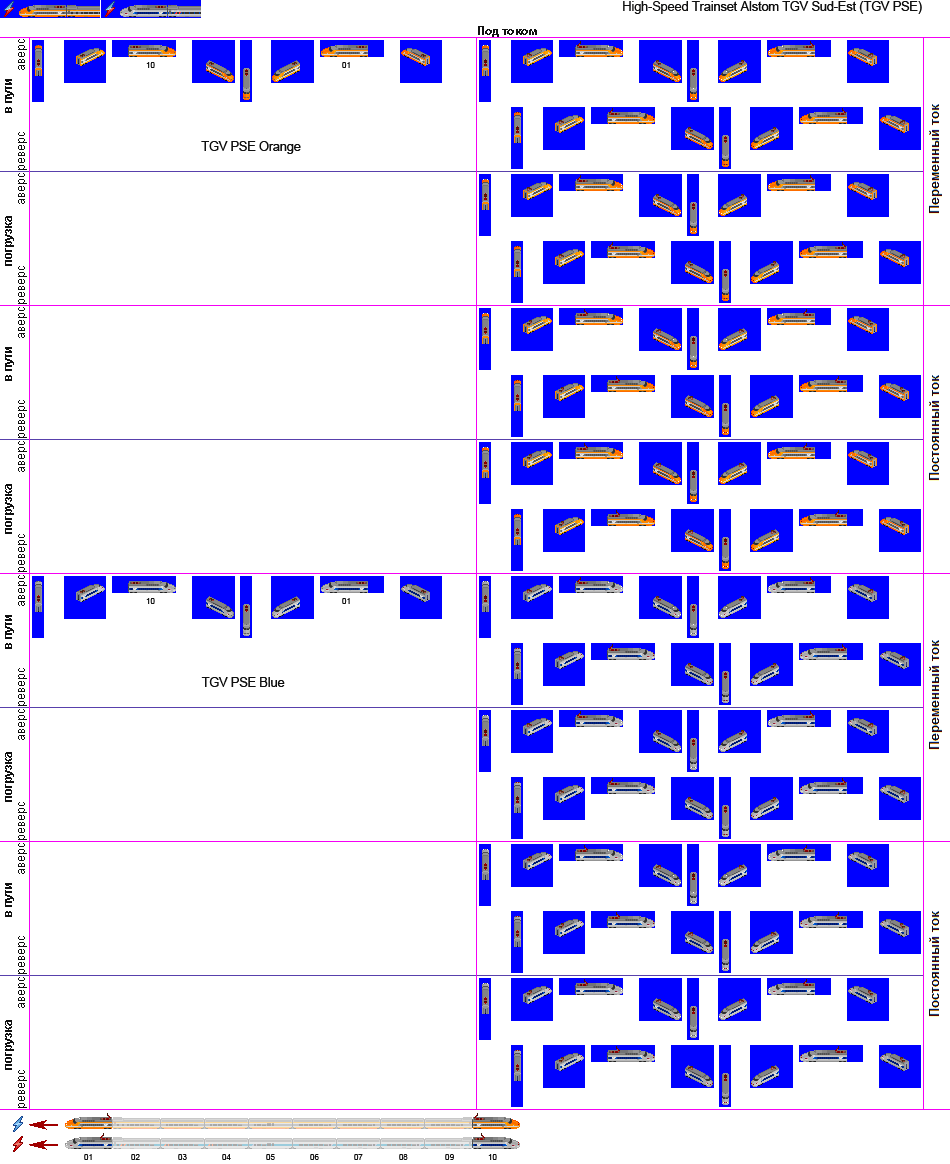 High-Speed Trainset Alstom TGV Sud-Est (TGV PSE)
Под током
аверс
в пути
реверс
10
01
TGV PSE Orange
Переменный ток
аверс
погрузка
реверс
аверс
в пути
реверс
Постоянный ток
аверс
погрузка
реверс
аверс
в пути
реверс
10
01
TGV PSE Blue
Переменный ток
аверс
погрузка
реверс
аверс
в пути
реверс
Постоянный ток
аверс
погрузка
реверс
01 02 03 04 05 06 07 08 09 10